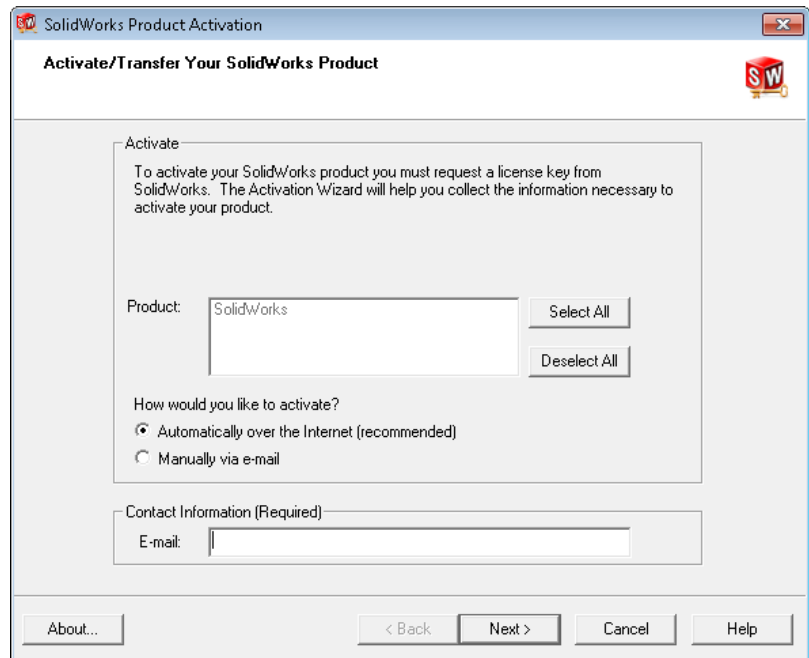 SolidWorks Product Activation
Activate/Transfer Your SolidWorks Product
SW
Activate
To activate your SolidWorks product you must request a license key from
SolidWorks. The Activation Wizard will help you collect the information necessary to
activate your product.
Product:
SolidWorks
Select All
Deselect All
How would you like to activate?
Automatically over the Internet (recommended)
Manually via e-mail
Contact Information (Required)
E-mail:
About...
< Back
Next >
Cancel
Help